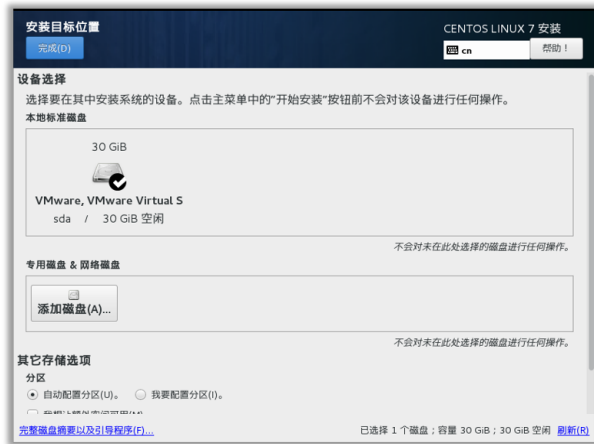 安装目标位置
CENTOS LINUX 7 安装
完成(D)
cn
帮助！
设备选择
选择要在其中安装系统的设备。点击主菜单中的“开始安装”按钮前不会对该设备进行任何操作。
本地标准磁盘
30 GiB
VMware, VMware Virtual S
sda / 30 GiB 空闲
不会对未在此处选择的磁盘进行任何操作。
专用磁盘 & 网络磁盘
添加磁盘(A)...
不会对未在此处选择的磁盘进行任何操作。
其它存储选项
分区
自动配置分区(U)。 我要配置分区(I)。
完整磁盘摘要以及引导程序(F)...
已选择 1 个磁盘；容量 30 GiB；30 GiB 空闲 刷新(R)